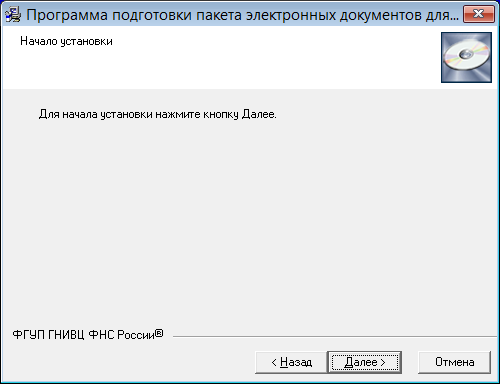 Программа подготовки пакета электронных документов для...
Начало установки
Для начала установки нажмите кнопку Далее.
ФГУП ГНИВЦ ФНС России®
< Назад Далее > Отмена